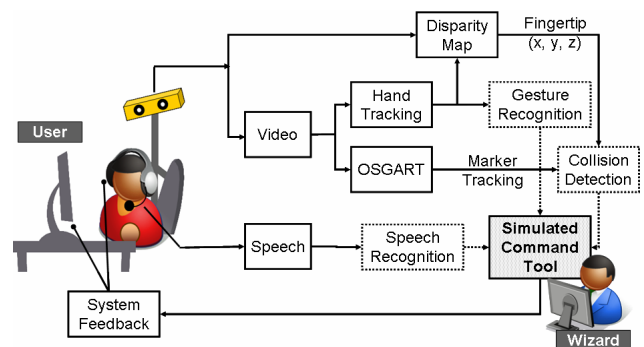 Disparity
Map
Fingertip
(x, y, z)
User
Video
Hand
Tracking
Gesture
Recognition
OSGART
Marker
Tracking
Collision
Detection
Speech
Speech
Recognition
Simulated
Command
Tool
System
Feedback
Wizard